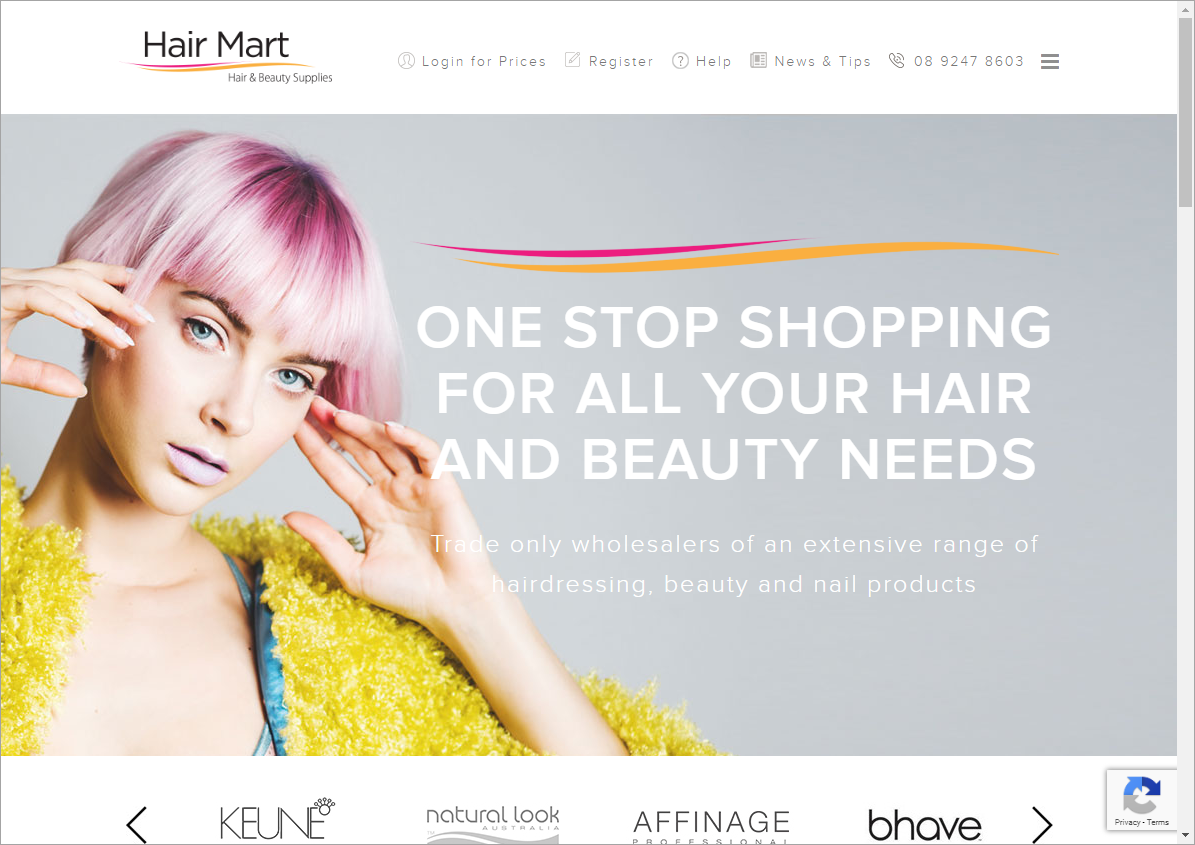 Hair Mart
Hair & Beauty Supplies
Login for Prices
Register
Help
News & Tips
08 9247 8603
ONE STOP SHOPPING
FOR ALL YOUR HAIR
AND BEAUTY NEEDS
Trade only wholesalers of an extensive range of
hairdressing, beauty and nail products
KEUNE
natural look
AUSTRALIA
AFFINAGE
PROFESSIONAL
bhave
Privacy - Terms